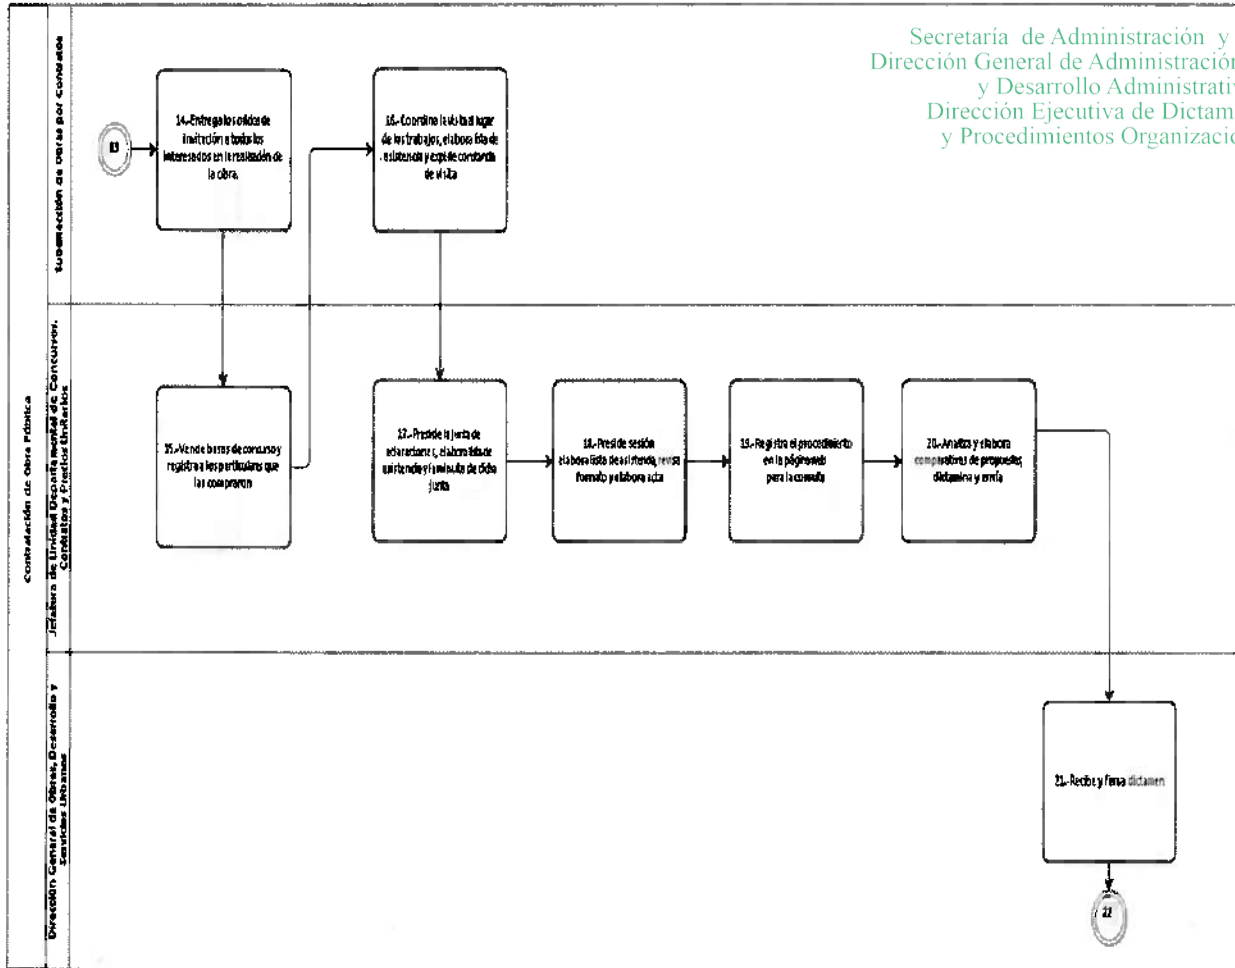 Secretaría de Administración y
Dirección General de Administración
y Desarrollo Administrativ
Dirección Ejecutiva de Dictam
y Procedimientos Organizacio
Contratación de Obra Pública
Subdirección de Obras por Contratos
13
14.-Entrega los oficios de
invitación a todos los
interesados en la realización de
la obra.
16.-Coordina la visita al lugar
de los trabajos, elabora lista de
asistencia y expide constancia
de visita
Jefatura de Unidad Departamental de Concursos,
Contratos y Precios Unitarios
15.-Vende bases de concurso y
registra a los particulares que
las compraron
17.-Preside la junta de
aclaraciones, elabora lista de
asistencia y la minuta de dicha
junta
18.-Preside sesión
elabora lista de asistencia, revisa
formato y elabora acta
19.-Registra el procedimiento
en la página web
para la consulta
20.-Analiza y elabora
comparativas de propuestas,
dictamina y envía
Dirección General de Obras, Desarrollo y
Servicios Urbanos
21.-Recibe y firma dictamen
22